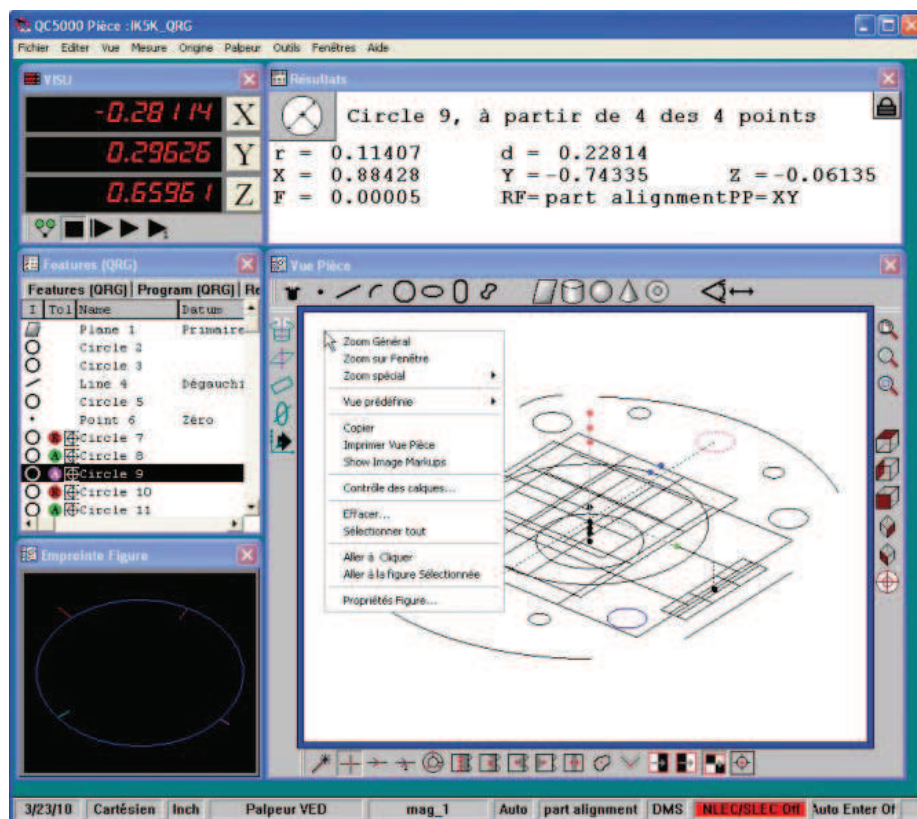 QC5000 Pièce :IK5K_QRG
Fichier Editer Vue Mesure Origine Palpeur Outils Fenêtres Aide
VISU
-0.28114 X
0.29626 Y
0.65961 Z
Résultats
Circle 9, à partir de 4 des 4 points
r = 0.11407 d = 0.22814
X = 0.88428 Y =-0.74335 Z =-0.06135
F = 0.00005 RF=part alignmentPP=XY
Features (QRG)
Features (QRG) Program (QRG) Re
I Tol Name Datum
Plane 1 Primaire
Circle 2
Circle 3
Line 4 Dégauchi
Circle 5
Point 6 Zéro
Circle 7
A Circle 8
A Circle 9
Circle 10
A Circle 11
Empreinte Figure
Vue Pièce
Zoom Général
Zoom sur Fenêtre
Zoom spécial
Vue prédéfinie
Copier
Imprimer Vue Pièce
Show Image Markups
Contrôle des calques...
Effacer...
Sélectionner tout
Aller à Cliquer
Aller à la figure Sélectionnée
Propriétés Figure...
3/23/10 Cartésien Inch Palpeur VED mag_1 Auto part alignment DMS NLEC/SLEC Off Auto Enter Of